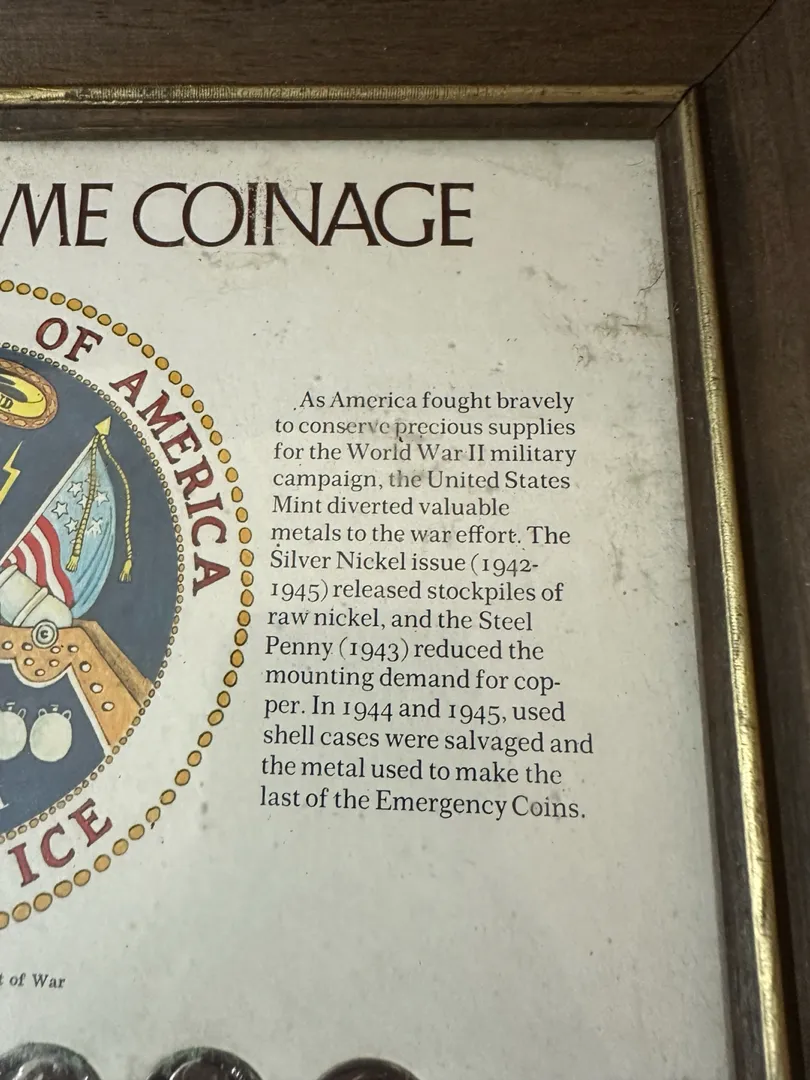 ME COINAGE
OF AMERICA
As America fought bravely
to conserve precious supplies
for the World War II military
campaign, the United States
Mint diverted valuable
metals to the war effort. The
Silver Nickel issue (1942-
1945) released stockpiles of
raw nickel, and the Steel
Penny (1943) reduced the
mounting demand for cop-
per. In 1944 and 1945, used
shell cases were salvaged and
the metal used to make the
last of the Emergency Coins.
ICE
t of War